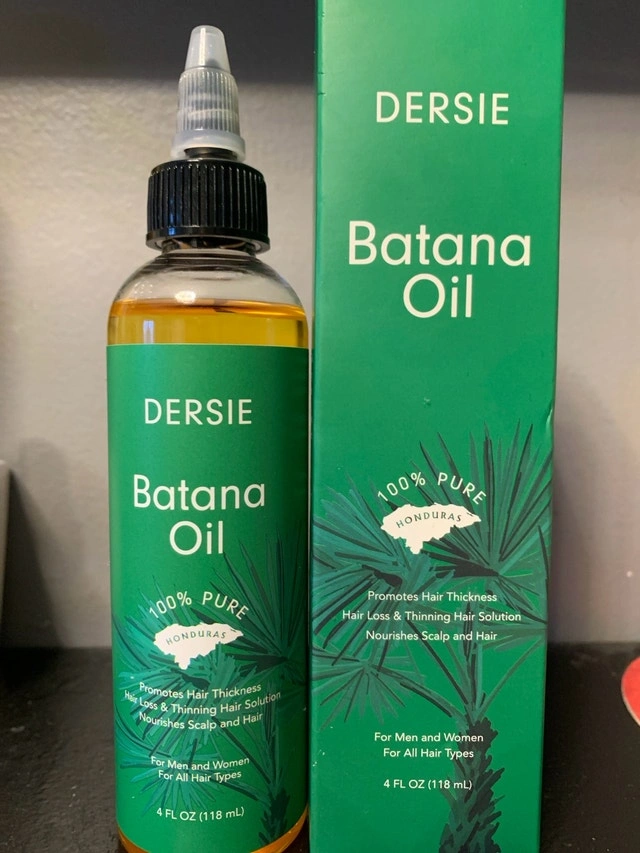 DERSIE
Batana
Oil
100% PURE
HONDURAS
Promotes Hair Thickness
Hair Loss & Thinning Hair Solution
Nourishes Scalp and Hair
For Men and Women
For All Hair Types
4 FL OZ (118 mL)
DERSIE
Batana
Oil
100% PURE
HONDURAS
Promotes Hair Thickness
Hair Loss & Thinning Hair Solution
Nourishes Scalp and Hair
For Men and Women
For All Hair Types
4 FL OZ (118 mL)